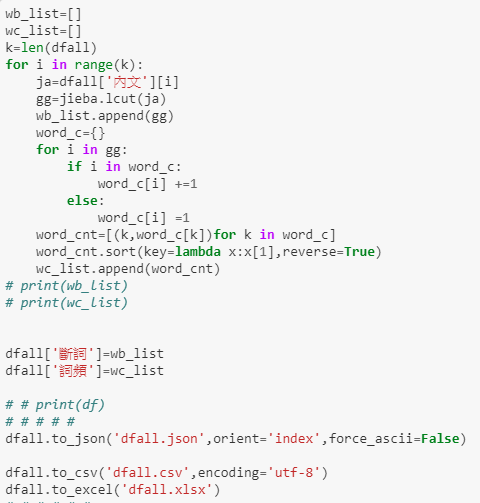 wb_list=[]
wc_list=[]
k=len(dfall)
for i in range(k):
    ja=dfall['內文'][i]
    gg=jieba.lcut(ja)
    wb_list.append(gg)
    word_c={}
    for i in gg:
        if i in word_c:
            word_c[i] +=1
        else:
            word_c[i] =1
    word_cnt=[(k,word_c[k])for k in word_c]
    word_cnt.sort(key=lambda x:x[1],reverse=True)
    wc_list.append(word_cnt)
# print(wb_list)
# print(wc_list)
dfall['斷詞']=wb_list
dfall['詞頻']=wc_list
# # print(df)
# # # # #
dfall.to_json('dfall.json',orient='index',force_ascii=False)
dfall.to_csv('dfall.csv',encoding='utf-8')
dfall.to_excel('dfall.xlsx')